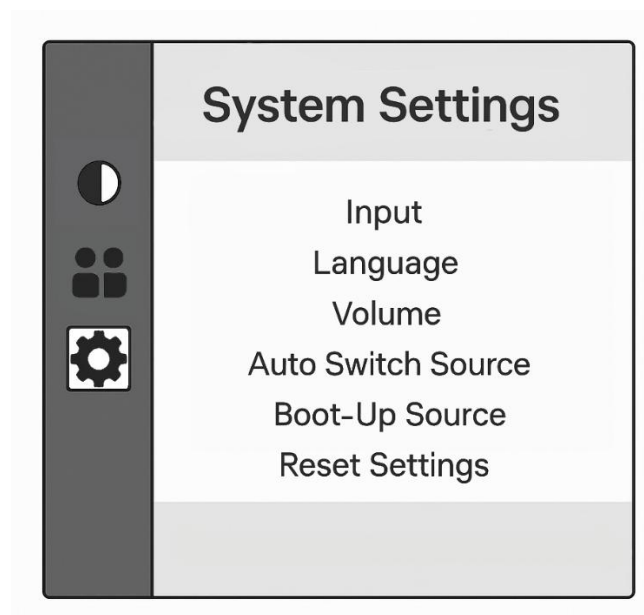 System Settings
Input
Language
Volume
Auto Switch Source
Boot-Up Source
Reset Settings